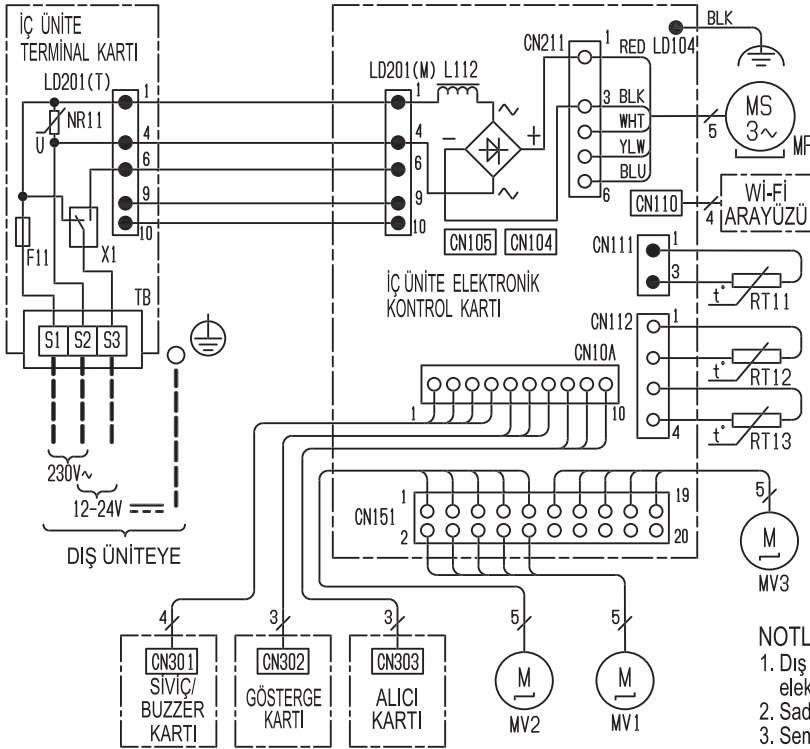 İÇ ÜNİTE
TERMİNAL KARTI
LD201(T)
1
NR11
U
4
6
9
10
F11
X1
TB
S1 S2 S3
230V~
12-24V
DIŞ ÜNİTEYE
LD201(M) L112
1
4
6
9
10
~
~
- +
CN211
1
3
6
RED
BLK
WHT
YLW
BLU
LD104
BLK
5
MS
3~
MF
CN110
4
Wİ-Fİ
ARAYÜZÜ
CN105 CN104
İÇ ÜNİTE ELEKTRONİK
KONTROL KARTI
CN111
1
3
t°
RT11
CN112
1
4
t°
RT12
t°
RT13
CN10A
1 10
CN151
1 19
2 20
5
M
MV3
4
CN301
SİVİÇ/
BUZZER
KARTI
3
CN302
GÖSTERGE
KARTI
3
CN303
ALICI
KARTI
5
M
MV2
5
M
MV1
NOTL
1. Dış
elek
2. Sad
3. Sem